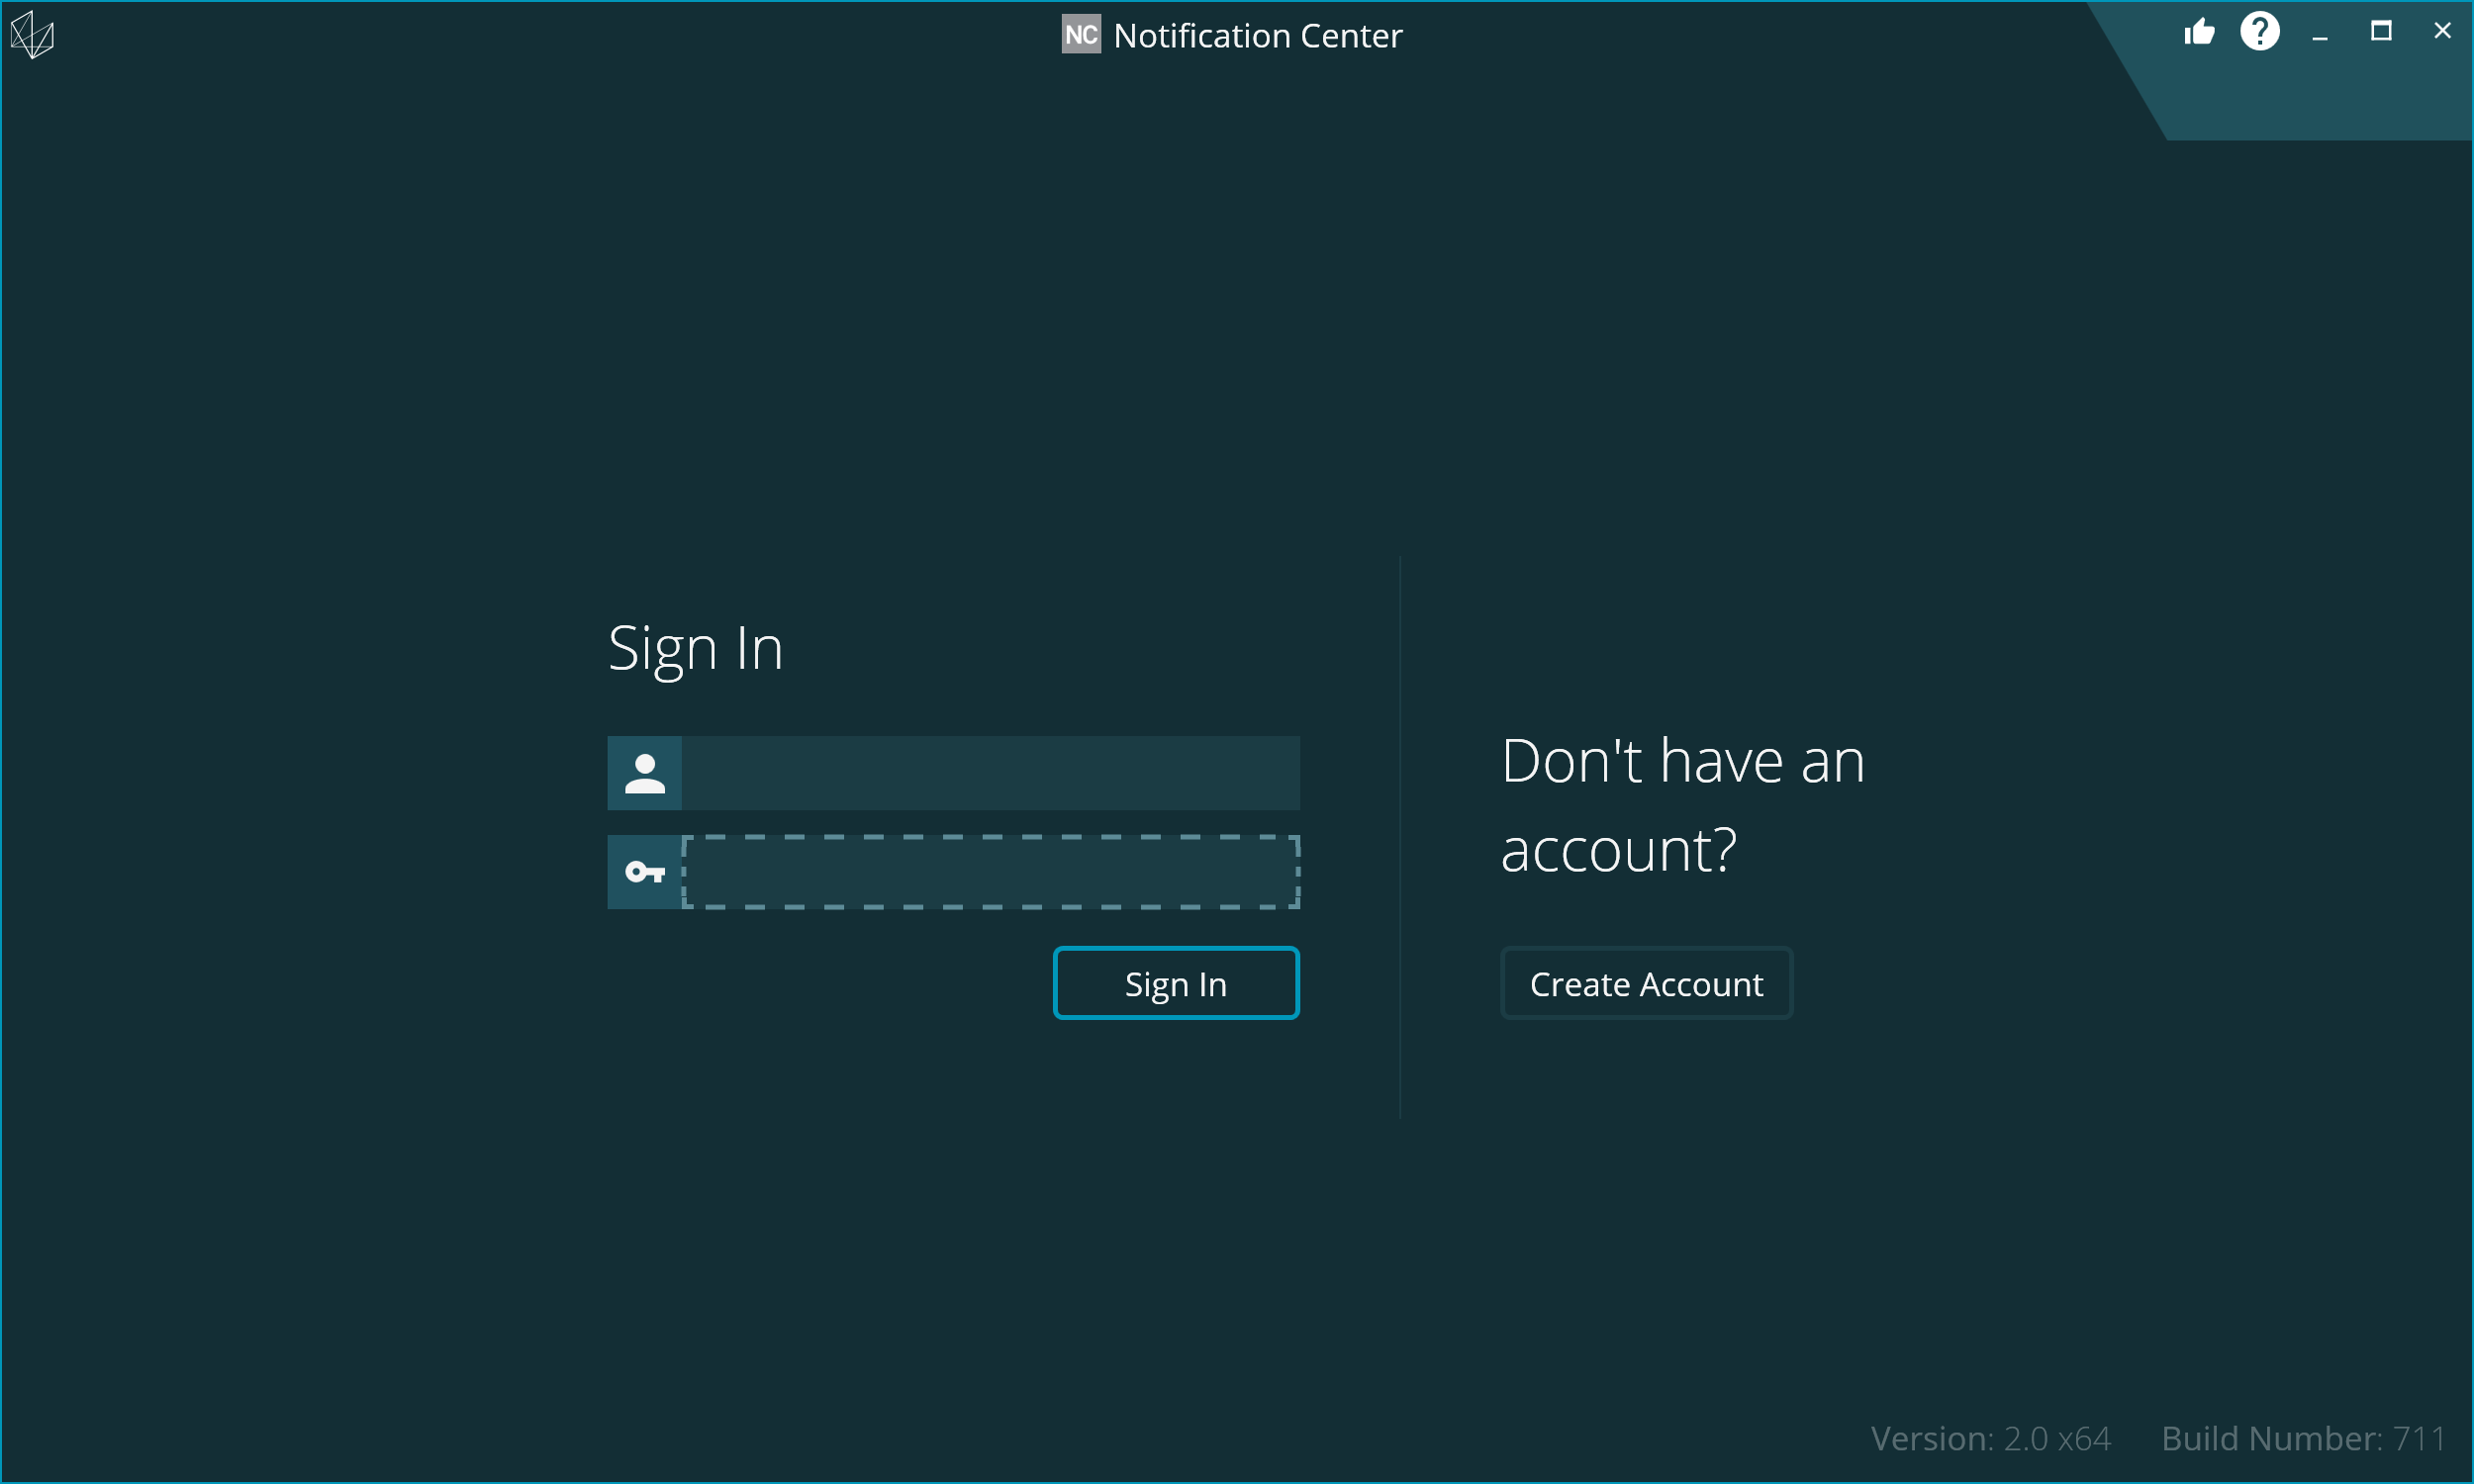 NC Notification Center
Sign In
Don't have an
account?
Sign In
Create Account
Version: 2.0 x64 Build Number: 711